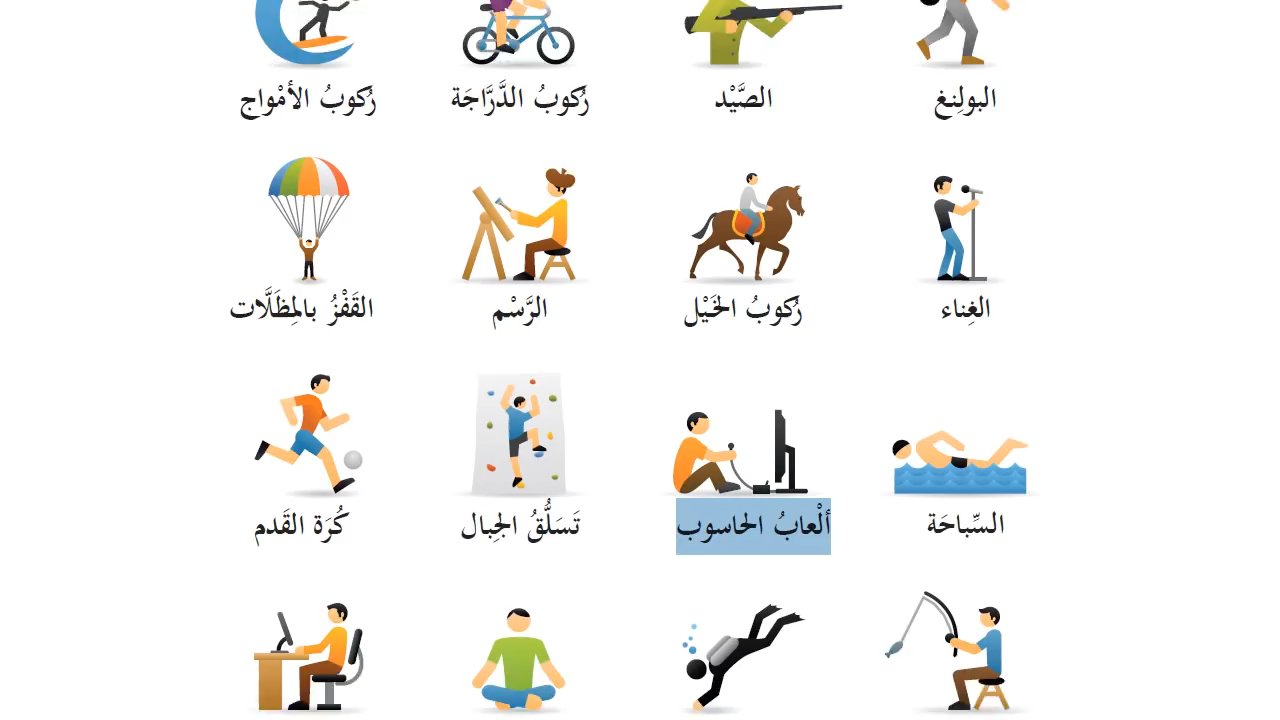 البولِنغ
الصَّيْد
رُكوبُ الدَّرَّاجَة
رُكوبُ الأمْواج
الغِناء
رُكوبُ الخَيْل
الرَّسْم
القَفْزُ بالمِظَلَّات
السِّباحَة
ألْعابُ الحاسوب
تَسَلُّقُ الجِبال
كُرَة القَدم